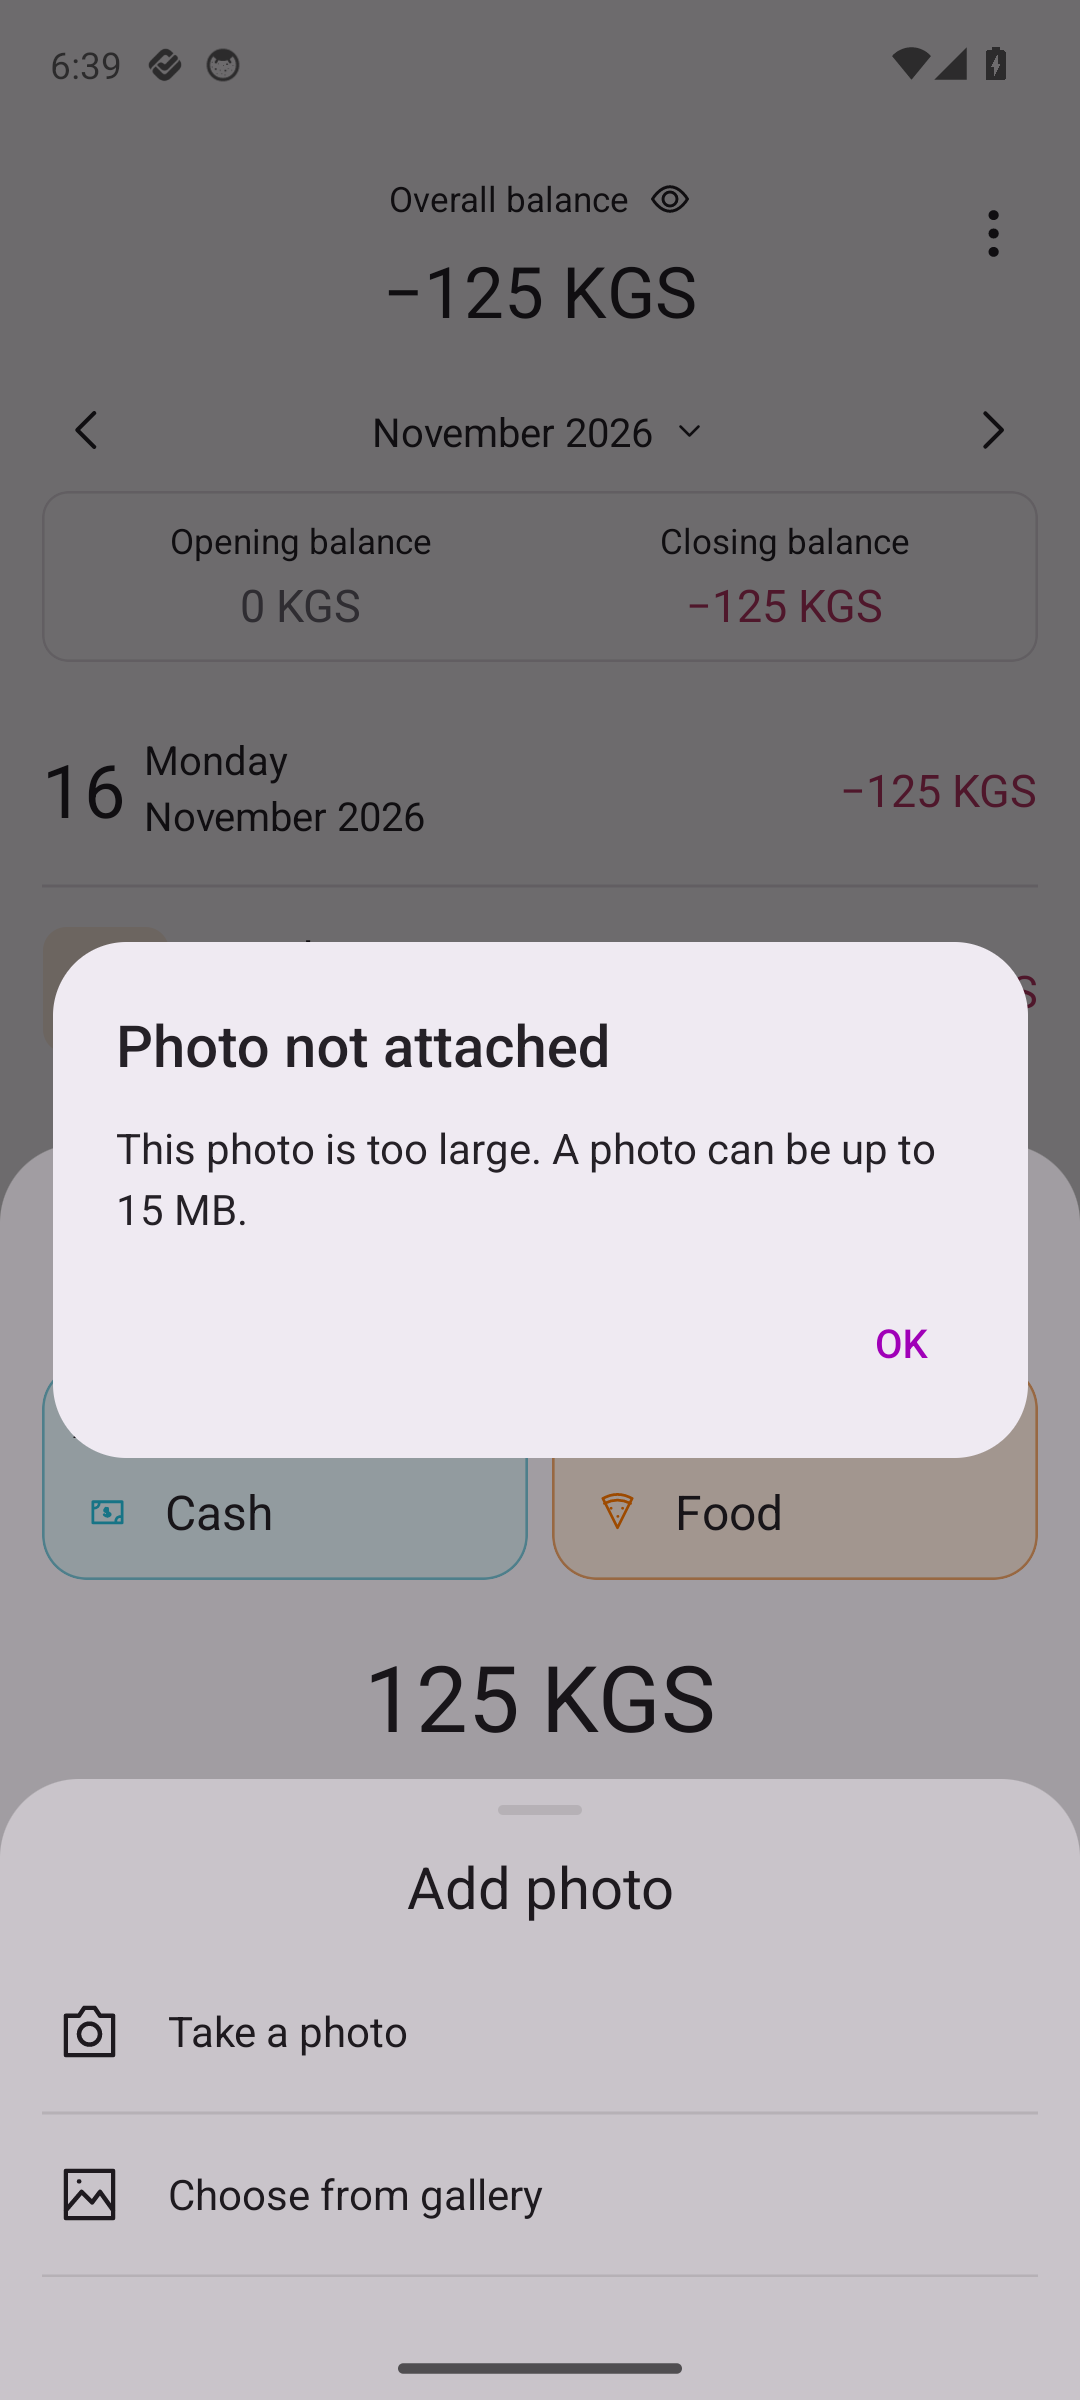 6:39
Overall balance
−125 KGS
November 2026
Opening balance
Closing balance
0 KGS
−125 KGS
16
Monday
November 2026
−125 KGS
Photo not attached
This photo is too large. A photo can be up to
15 MB.
OK
Cash
Food
125 KGS
Add photo
Take a photo
Choose from gallery